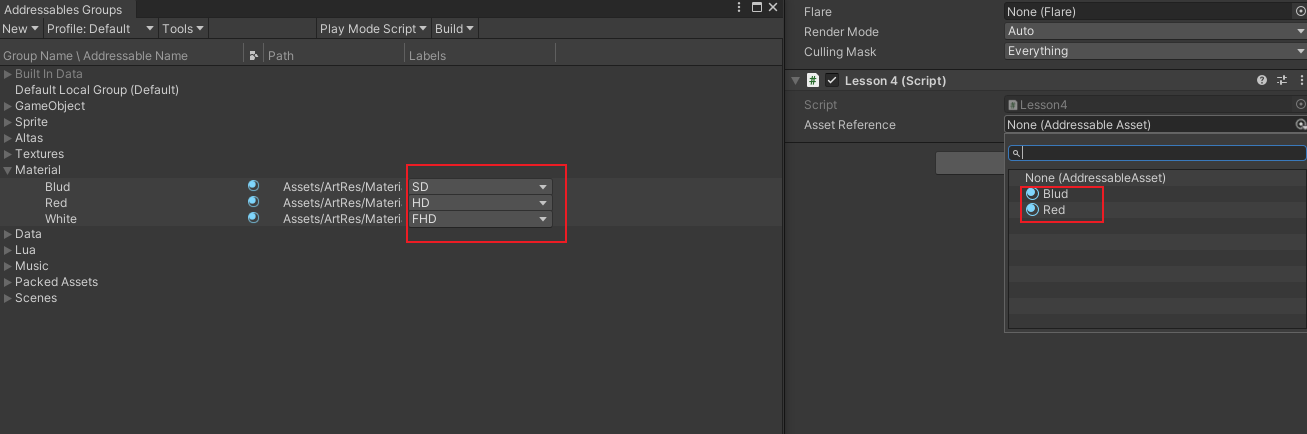 Addressables Groups
New Profile: Default Tools Play Mode Script Build
Group Name \ Addressable Name Path Labels
Built In Data
Default Local Group (Default)
GameObject
Sprite
Altas
Textures
Material
Blud Assets/ArtRes/Materi SD
Red Assets/ArtRes/Materi HD
White Assets/ArtRes/Materi FHD
Data
Lua
Music
Packed Assets
Scenes
Flare None (Flare)
Render Mode Auto
Culling Mask Everything
# Lesson 4 (Script)
Script # Lesson4
Asset Reference None (Addressable Asset)
None (AddressableAsset)
Blud
Red